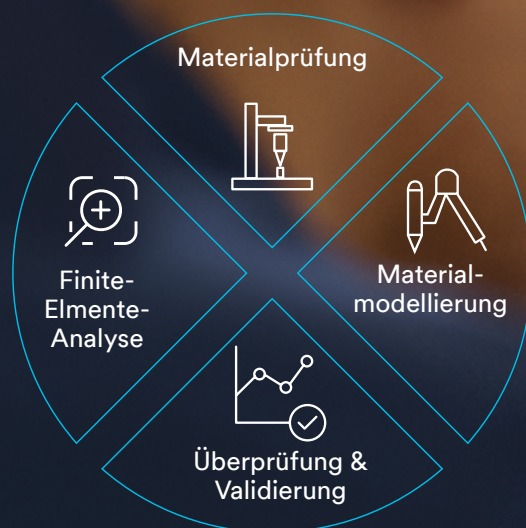 Materialprüfung
Finite-
Elmente-
Analyse
Material-
modellierung
Überprüfung &
Validierung